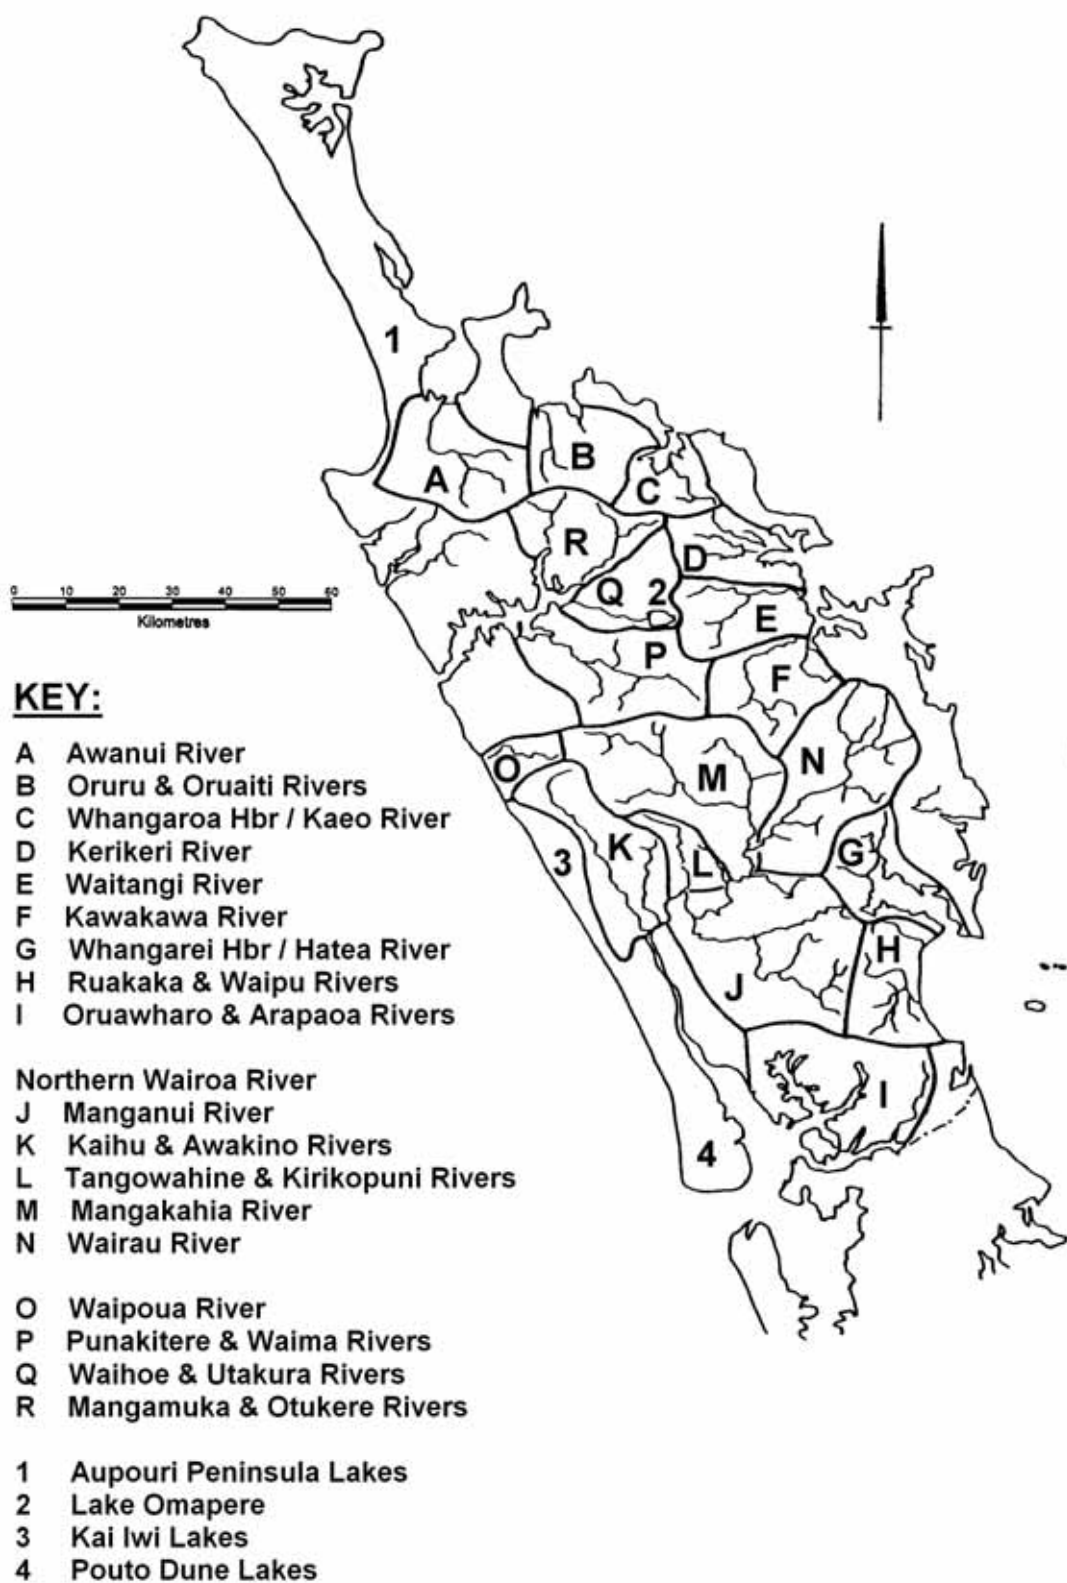 1
A
B
C
R
D
Q
2
E
P
F
0 10 20 30 40 50 60
Kilometres
N
O
M
3
K
L
G
H
J
I
4
KEY:
A Awanui River
B Oruru & Oruaiti Rivers
C Whangaroa Hbr / Kaeo River
D Kerikeri River
E Waitangi River
F Kawakawa River
G Whangarei Hbr / Hatea River
H Ruakaka & Waipu Rivers
I Oruawharo & Arapaoa Rivers
Northern Wairoa River
J Manganui River
K Kaihu & Awakino Rivers
L Tangowahine & Kirikopuni Rivers
M Mangakahia River
N Wairau River
O Waipoua River
P Punakitere & Waima Rivers
Q Waihoe & Utakura Rivers
R Mangamuka & Otukere Rivers
1 Aupouri Peninsula Lakes
2 Lake Omapere
3 Kai Iwi Lakes
4 Pouto Dune Lakes